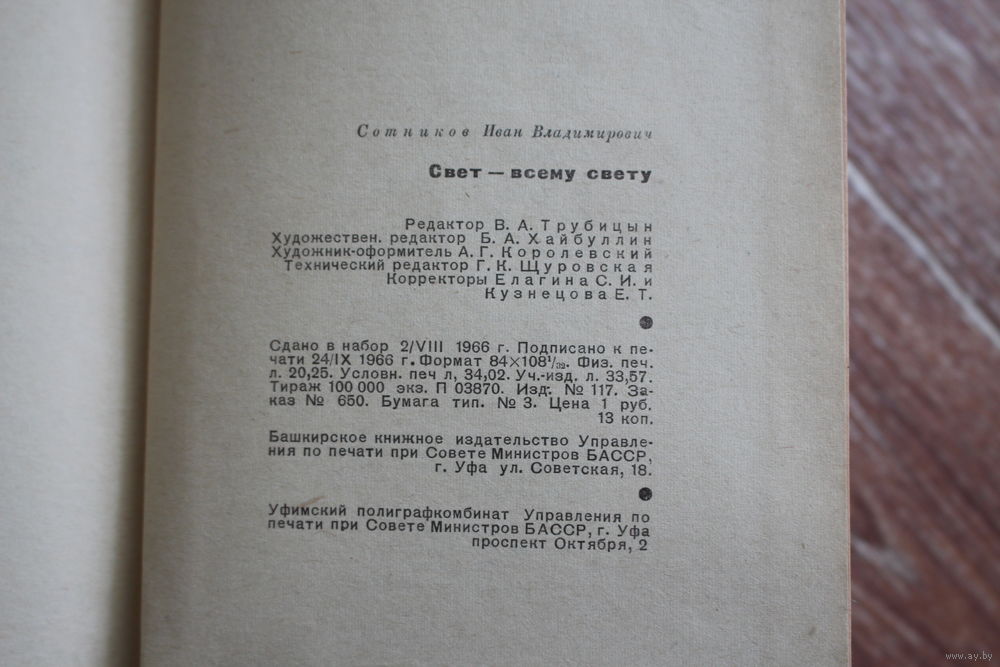 Сотников Иван Владимирович
Свет — всему свету
Редактор В. А. Трубицын
Художествен. редактор Б. А. Хайбуллин
Художник-оформитель А. Г. Королевский
Технический редактор Г. К. Щуровская
Корректоры Елагина С. И. и
Кузнецова Е. Т.
Сдано в набор 2/VIII 1966 г. Подписано к пе-
чати 24/IX 1966 г. Формат 84×108¹/₃₂. Физ. печ.
л. 20,25. Условн. печ л, 34,02. Уч.-изд. л. 33,57.
Тираж 100 000 экз. П 03870. Изд. № 117. За-
каз № 650. Бумага тип. № 3. Цена 1 руб.
13 коп.
Башкирское книжное издательство Управле-
ния по печати при Совете Министров БАССР,
г. Уфа ул. Советская, 18.
Уфимский полиграфкомбинат Управления по
печати при Совете Министров БАССР, г. Уфа
проспект Октября, 2
www.ay.by